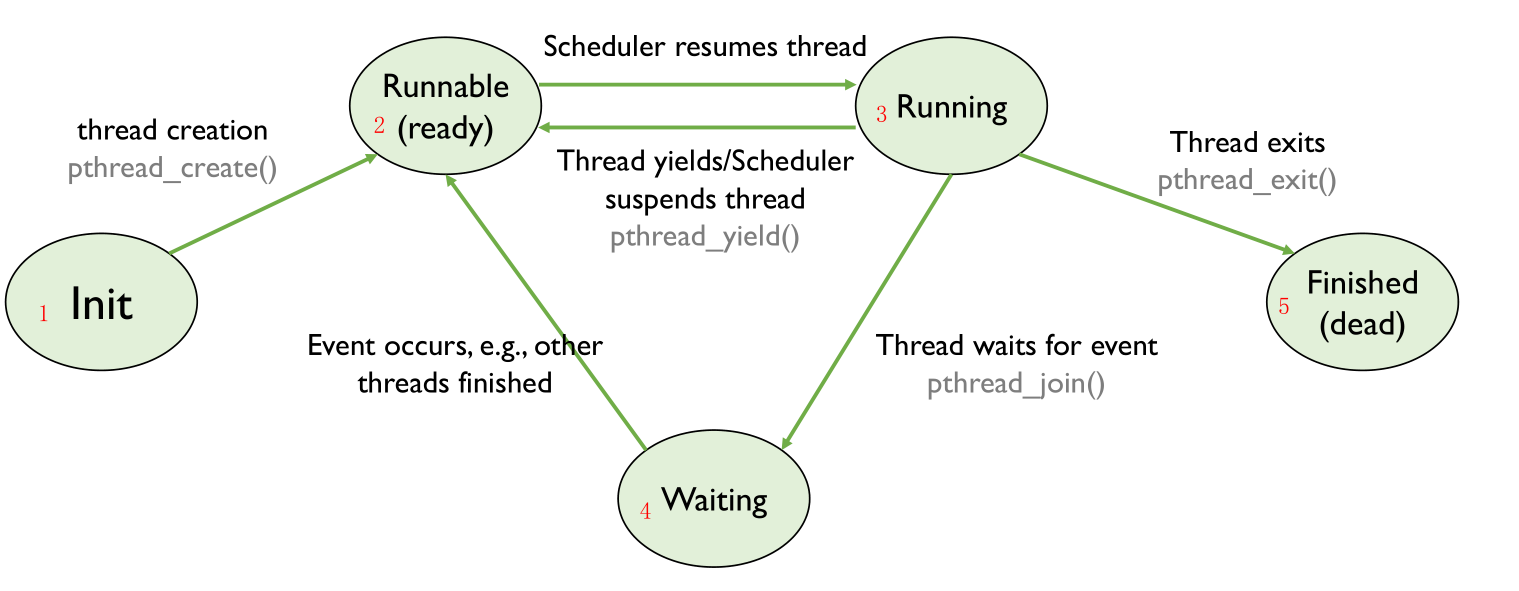 Scheduler resumes thread
Runnable
2 (ready)
3 Running
thread creation
pthread_create()
Thread yields/Scheduler
suspends thread
pthread_yield()
Thread exits
pthread_exit()
1 Init
Finished
5 (dead)
Event occurs, e.g., other
threads finished
Thread waits for event
pthread_join()
4 Waiting